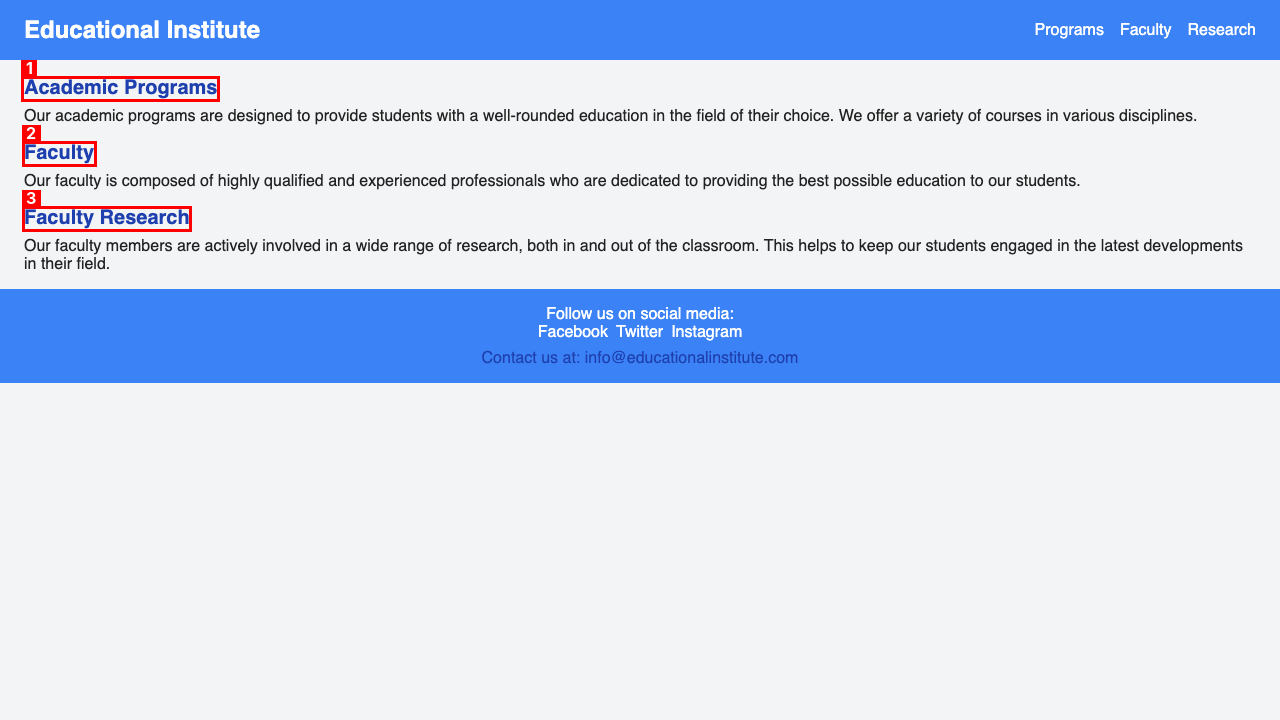 Educational Institute
Programs Faculty Research
1
Academic Programs
Our academic programs are designed to provide students with a well-rounded education in the field of their choice. We offer a variety of courses in various disciplines.
2
Faculty
Our faculty is composed of highly qualified and experienced professionals who are dedicated to providing the best possible education to our students.
3
Faculty Research
Our faculty members are actively involved in a wide range of research, both in and out of the classroom. This helps to keep our students engaged in the latest developments
in their field.
Follow us on social media:
Facebook Twitter Instagram
Contact us at: info@educationalinstitute.com